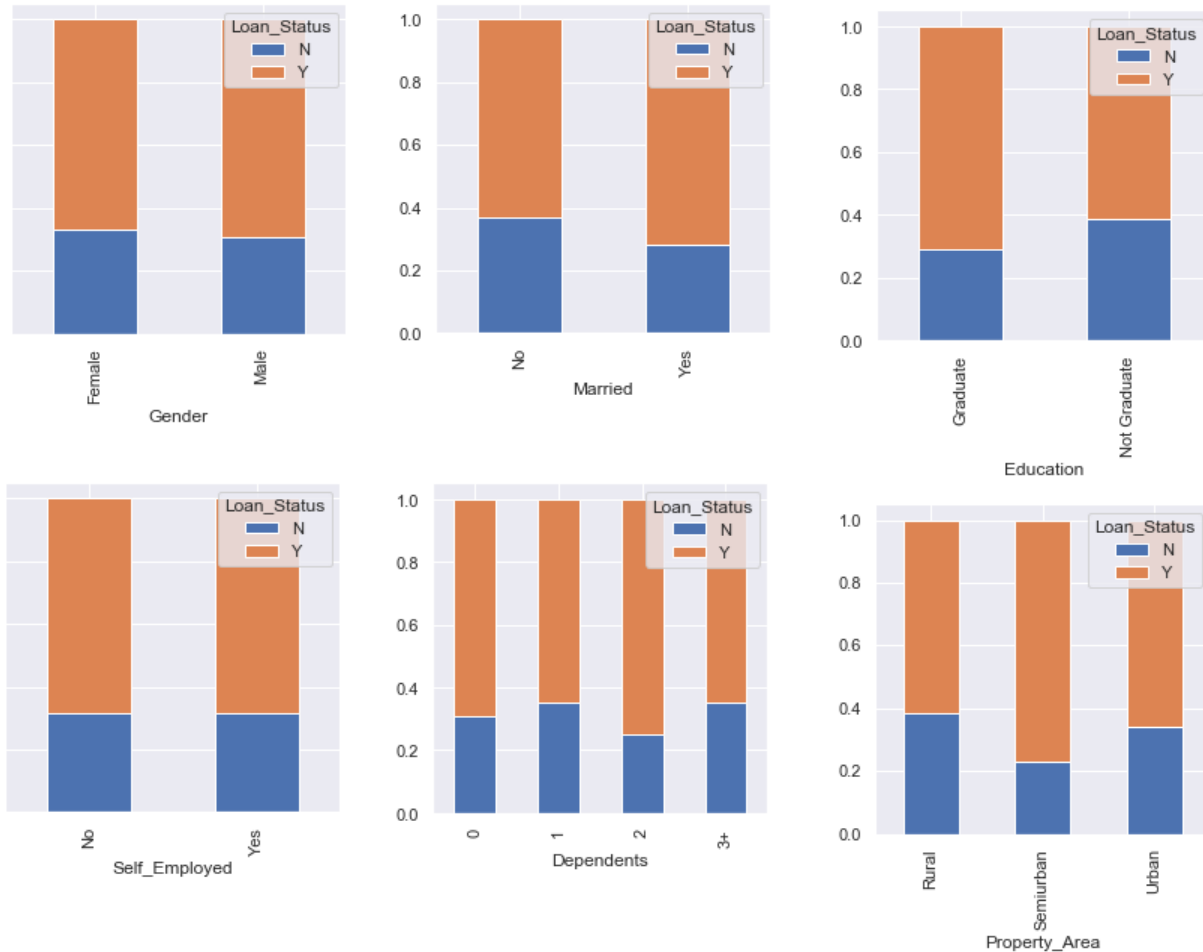 Loan_Status
N
Y
Female
Male
Gender
1.0
0.8
0.6
0.4
0.2
0.0
Loan_Status
N
Y
No
Yes
Married
1.0
0.8
0.6
0.4
0.2
0.0
Loan_Status
N
Y
Graduate
Not Graduate
Education
Loan_Status
N
Y
No
Yes
Self_Employed
1.0
0.8
0.6
0.4
0.2
0.0
Loan_Status
N
Y
0
1
2
3+
Dependents
1.0
0.8
0.6
0.4
0.2
0.0
Loan_Status
N
Y
Rural
Semiurban
Urban
Property_Area